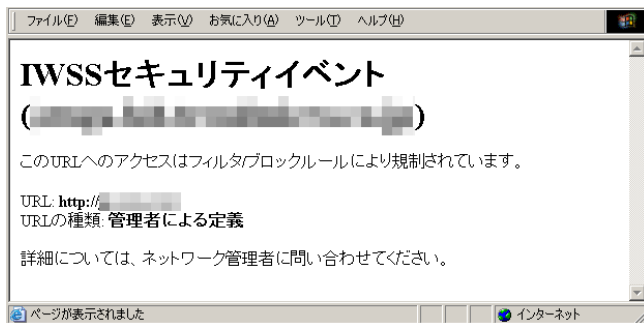 ファイル(F) 編集(E) 表示(V) お気に入り(A) ツール(T) ヘルプ(H)
IWSSセキュリティイベント
( )
このURLへのアクセスはフィルタ/ブロックルールにより規制されています。
URL: http://
URLの種類: 管理者による定義
詳細については、ネットワーク管理者に問い合わせてください。
ページが表示されました インターネット